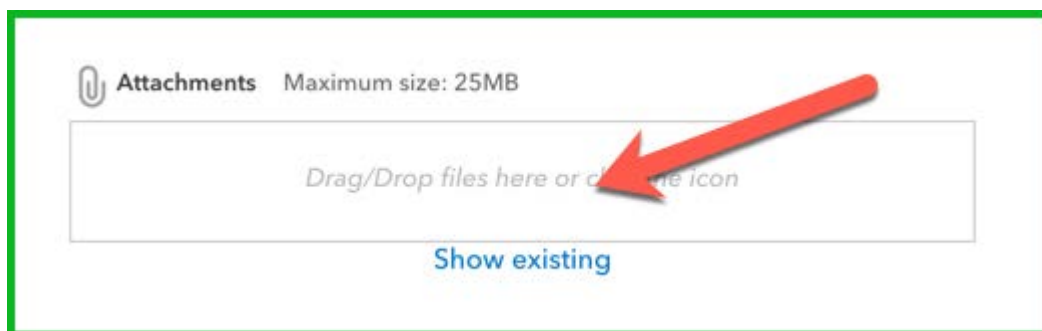 Attachments Maximum size: 25MB
Drag/Drop files here or icon
Show existing